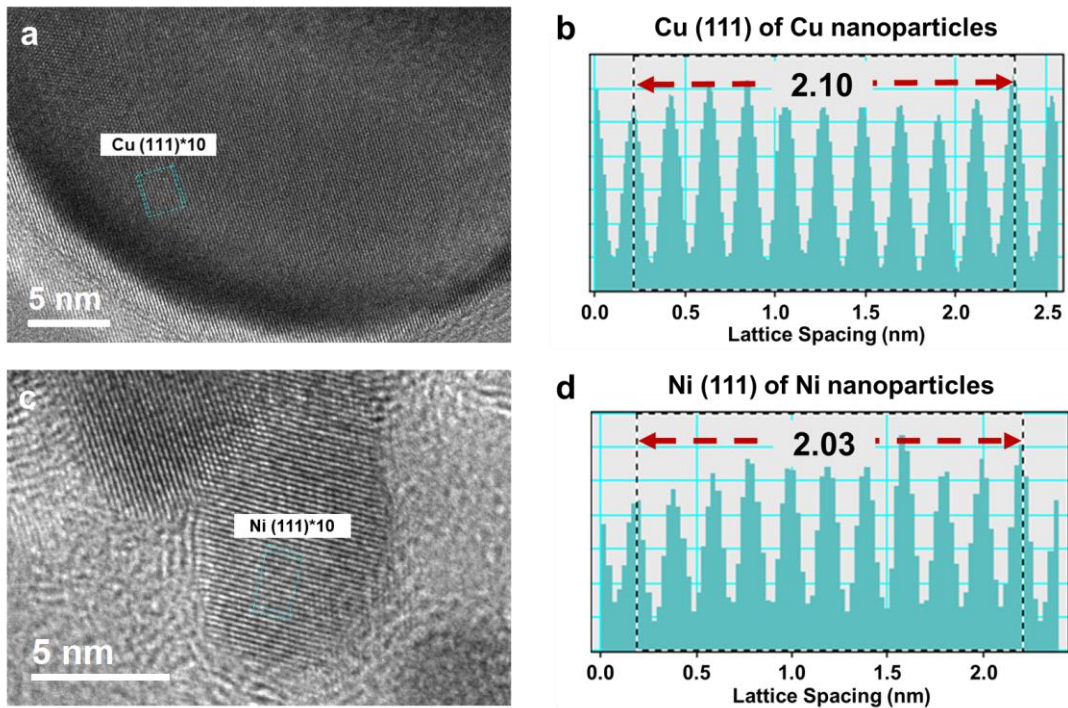 a
Cu (111)*10
5 nm
b
Cu (111) of Cu nanoparticles
2.10
0.0 0.5 1.0 1.5 2.0 2.5
Lattice Spacing (nm)
c
Ni (111)*10
5 nm
d
Ni (111) of Ni nanoparticles
2.03
0.0 0.5 1.0 1.5 2.0
Lattice Spacing (nm)